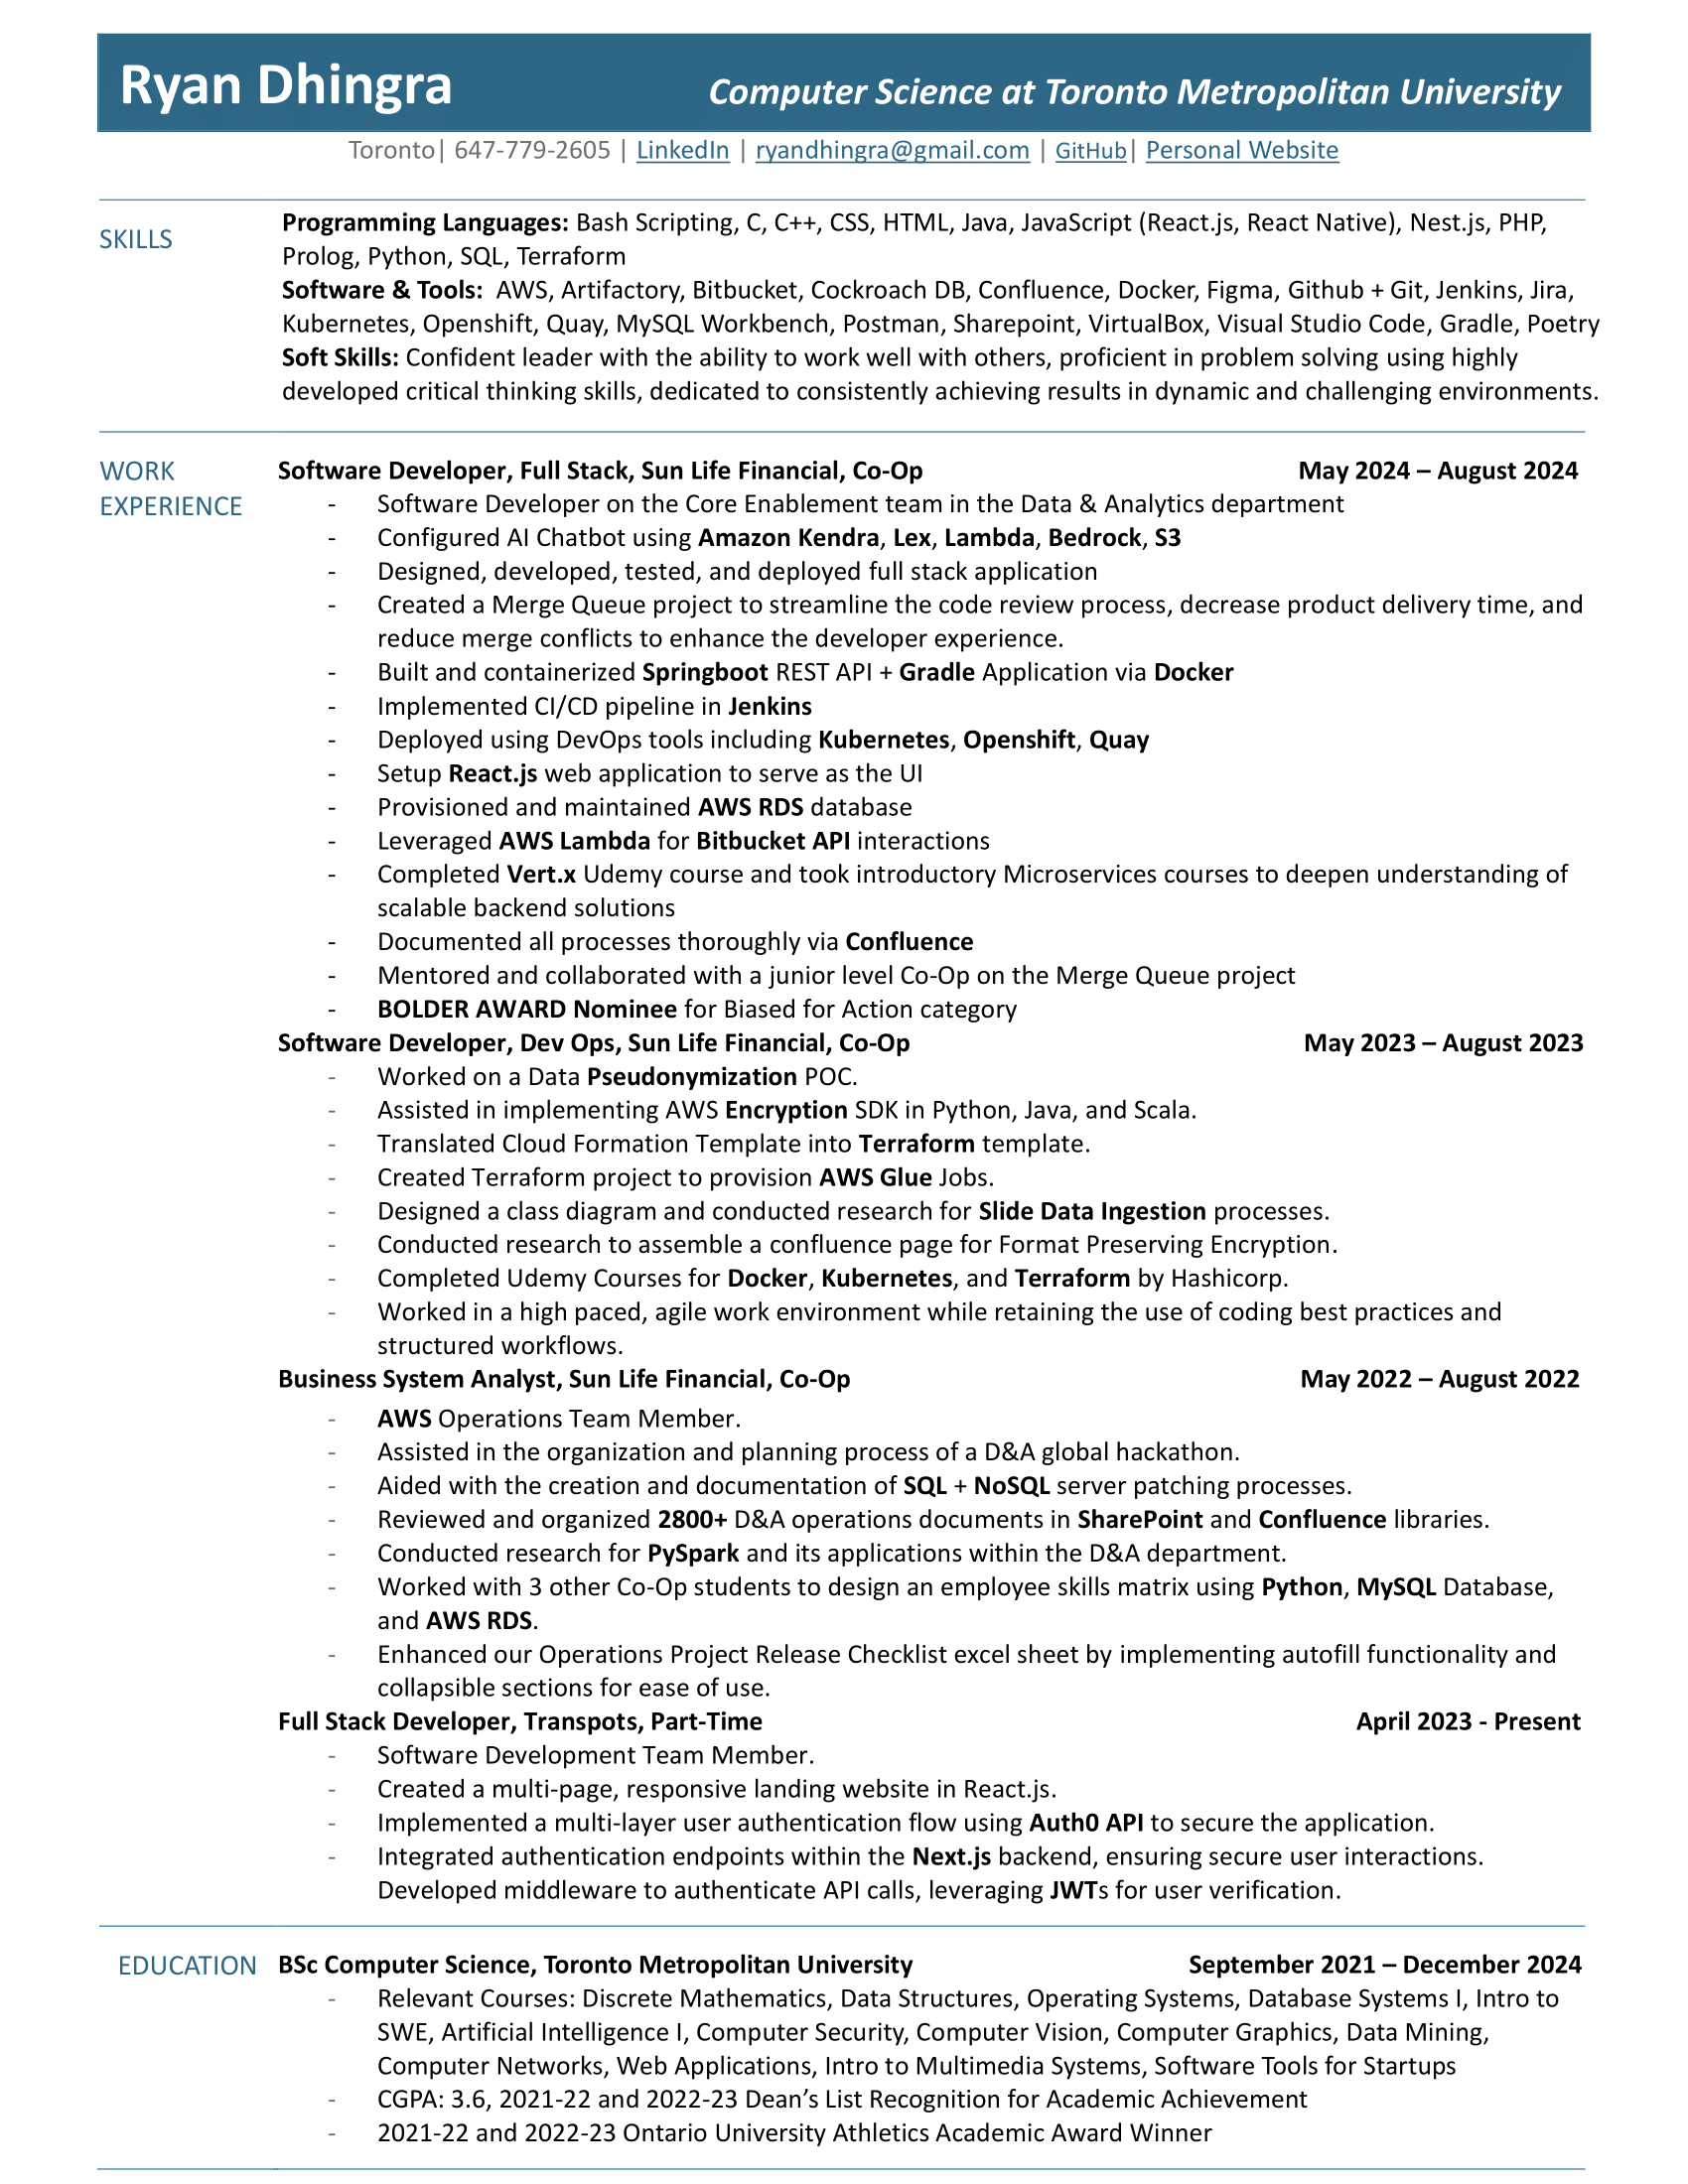 Ryan Dhingra Computer Science at Toronto Metropolitan University
Toronto| 647-779-2605 | LinkedIn | ryandhingra@gmail.com | GitHub| Personal Website
SKILLS
Programming Languages: Bash Scripting, C, C++, CSS, HTML, Java, JavaScript (React.js, React Native), Nest.js, PHP,
Prolog, Python, SQL, Terraform
Software & Tools: AWS, Artifactory, Bitbucket, Cockroach DB, Confluence, Docker, Figma, Github + Git, Jenkins, Jira,
Kubernetes, Openshift, Quay, MySQL Workbench, Postman, Sharepoint, VirtualBox, Visual Studio Code, Gradle, Poetry
Soft Skills: Confident leader with the ability to work well with others, proficient in problem solving using highly
developed critical thinking skills, dedicated to consistently achieving results in dynamic and challenging environments.
WORK
EXPERIENCE
Software Developer, Full Stack, Sun Life Financial, Co-Op May 2024 – August 2024
- Software Developer on the Core Enablement team in the Data & Analytics department
- Configured AI Chatbot using Amazon Kendra, Lex, Lambda, Bedrock, S3
- Designed, developed, tested, and deployed full stack application
- Created a Merge Queue project to streamline the code review process, decrease product delivery time, and
reduce merge conflicts to enhance the developer experience.
- Built and containerized Springboot REST API + Gradle Application via Docker
- Implemented CI/CD pipeline in Jenkins
- Deployed using DevOps tools including Kubernetes, Openshift, Quay
- Setup React.js web application to serve as the UI
- Provisioned and maintained AWS RDS database
- Leveraged AWS Lambda for Bitbucket API interactions
- Completed Vert.x Udemy course and took introductory Microservices courses to deepen understanding of
scalable backend solutions
- Documented all processes thoroughly via Confluence
- Mentored and collaborated with a junior level Co-Op on the Merge Queue project
- BOLDER AWARD Nominee for Biased for Action category
Software Developer, Dev Ops, Sun Life Financial, Co-Op May 2023 – August 2023
- Worked on a Data Pseudonymization POC.
- Assisted in implementing AWS Encryption SDK in Python, Java, and Scala.
- Translated Cloud Formation Template into Terraform template.
- Created Terraform project to provision AWS Glue Jobs.
- Designed a class diagram and conducted research for Slide Data Ingestion processes.
- Conducted research to assemble a confluence page for Format Preserving Encryption.
- Completed Udemy Courses for Docker, Kubernetes, and Terraform by Hashicorp.
- Worked in a high paced, agile work environment while retaining the use of coding best practices and
structured workflows.
Business System Analyst, Sun Life Financial, Co-Op May 2022 – August 2022
- AWS Operations Team Member.
- Assisted in the organization and planning process of a D&A global hackathon.
- Aided with the creation and documentation of SQL + NoSQL server patching processes.
- Reviewed and organized 2800+ D&A operations documents in SharePoint and Confluence libraries.
- Conducted research for PySpark and its applications within the D&A department.
- Worked with 3 other Co-Op students to design an employee skills matrix using Python, MySQL Database,
and AWS RDS.
- Enhanced our Operations Project Release Checklist excel sheet by implementing autofill functionality and
collapsible sections for ease of use.
Full Stack Developer, Transpots, Part-Time April 2023 - Present
- Software Development Team Member.
- Created a multi-page, responsive landing website in React.js.
- Implemented a multi-layer user authentication flow using Auth0 API to secure the application.
- Integrated authentication endpoints within the Next.js backend, ensuring secure user interactions.
Developed middleware to authenticate API calls, leveraging JWTs for user verification.
EDUCATION BSc Computer Science, Toronto Metropolitan University September 2021 – December 2024
- Relevant Courses: Discrete Mathematics, Data Structures, Operating Systems, Database Systems I, Intro to
SWE, Artificial Intelligence I, Computer Security, Computer Vision, Computer Graphics, Data Mining,
Computer Networks, Web Applications, Intro to Multimedia Systems, Software Tools for Startups
- CGPA: 3.6, 2021-22 and 2022-23 Dean’s List Recognition for Academic Achievement
- 2021-22 and 2022-23 Ontario University Athletics Academic Award Winner